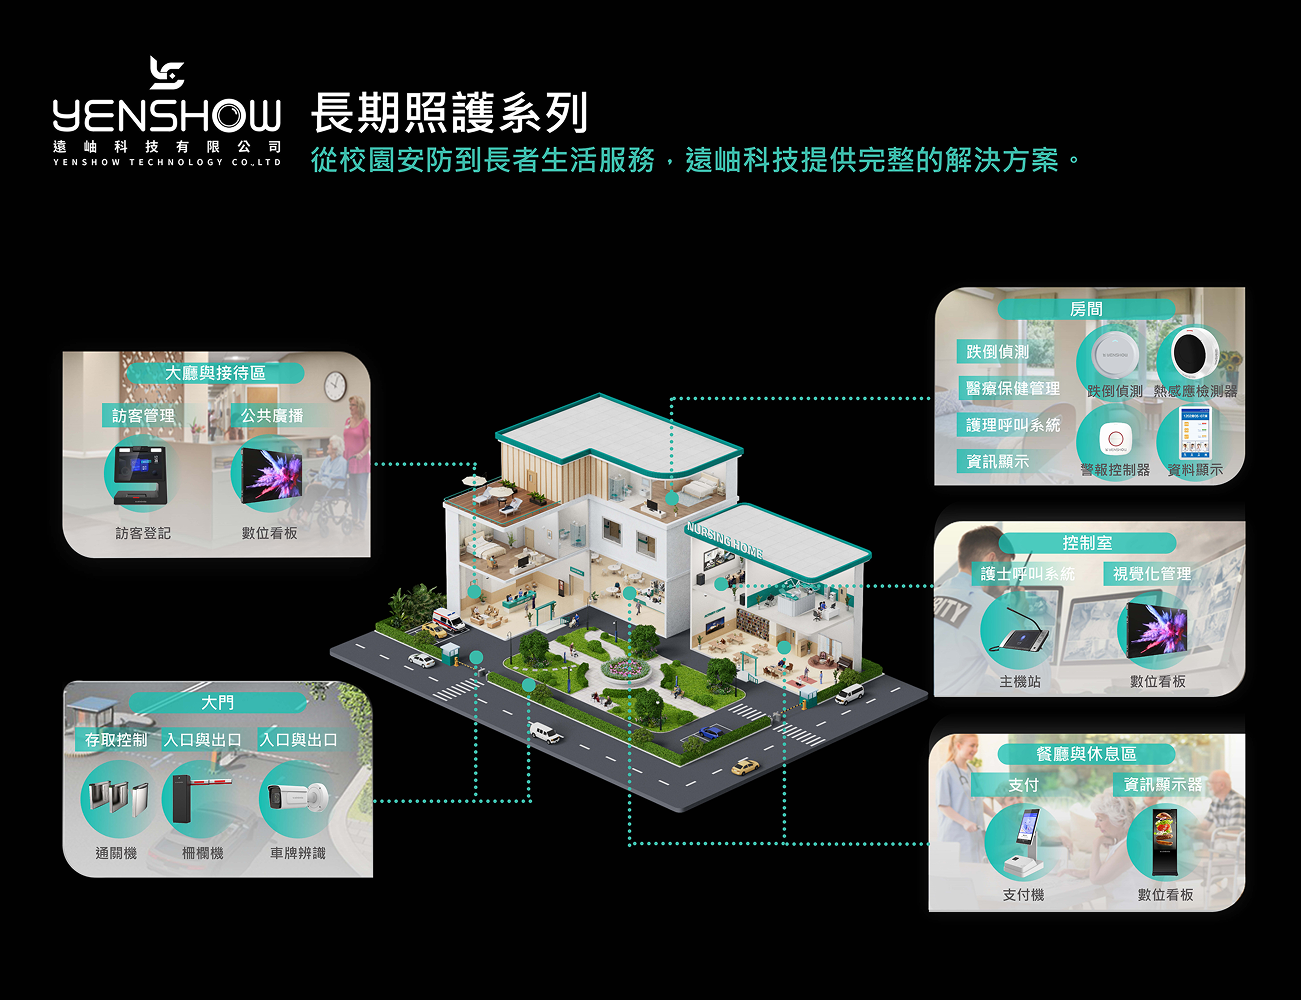 YENSHOW
遠岫科技有限公司
YENSHOW TECHNOLOGY CO.,LTD
長期照護系列
從校園安防到長者生活服務，遠岫科技提供完整的解決方案。
大廳與接待區
訪客管理
公共廣播
訪客登記
數位看板
大門
存取控制
入口與出口
入口與出口
通關機
柵欄機
車牌辨識
NURSING HOME
房間
跌倒偵測
醫療保健管理
護理呼叫系統
資訊顯示
跌倒偵測
熱感應檢測器
警報控制器
資料顯示
控制室
護士呼叫系統
視覺化管理
主機站
數位看板
餐廳與休息區
支付
資訊顯示器
支付機
數位看板